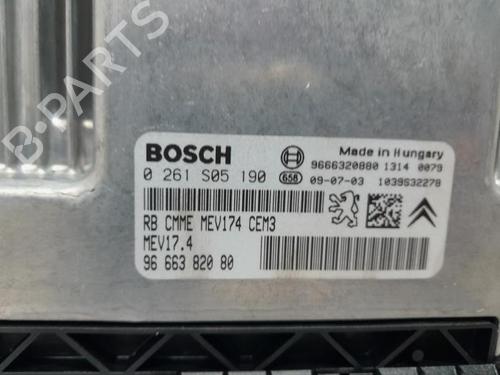 B-PARTS
BOSCH
Made in Hungary
9666320880 1314 0079
0 261 S05 190 658 09-07-03 1039S32278
RB CMME MEV174 CEM3
MEV17.4
96 663 820 80